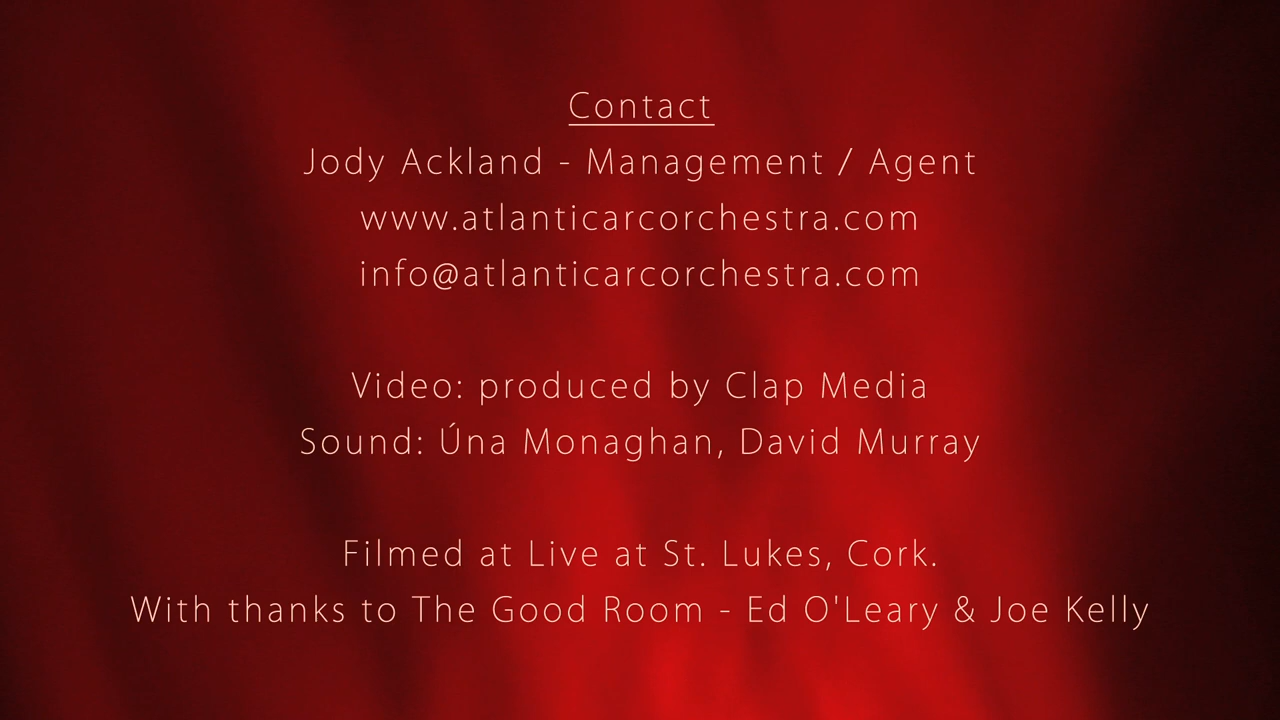 Contact
Jody Ackland - Management / Agent
www.atlanticarcorchestra.com
info@atlanticarcorchestra.com
Video: produced by Clap Media
Sound: Úna Monaghan, David Murray
Filmed at Live at St. Lukes, Cork.
With thanks to The Good Room - Ed O'Leary & Joe Kelly